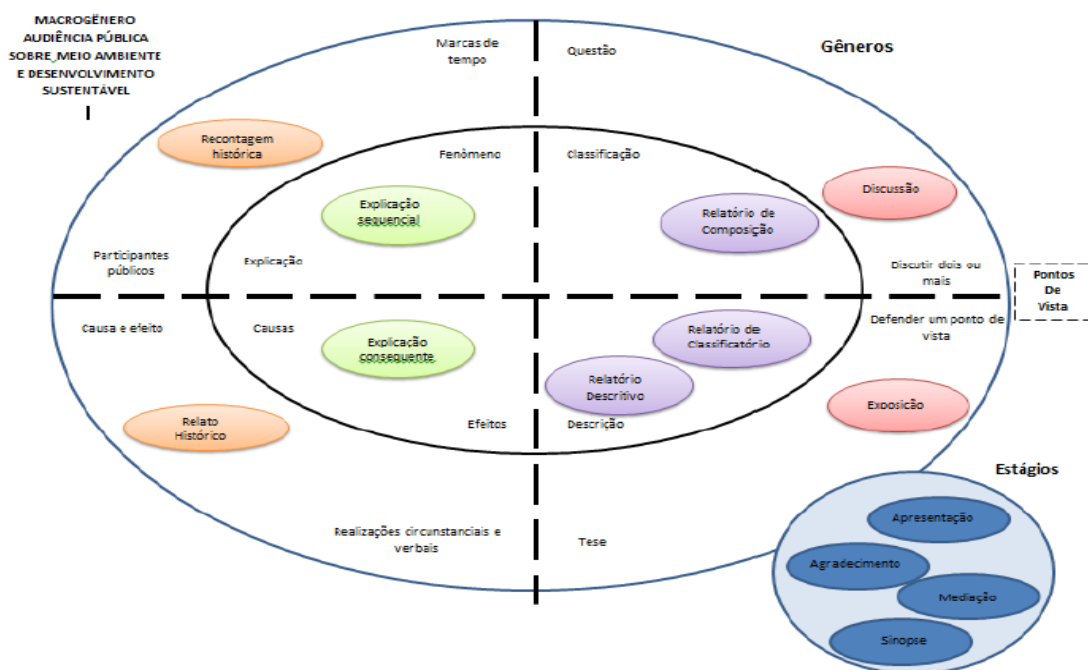 MACROGÊNERO
AUDIÊNCIA PÚBLICA
SOBRE MEIO AMBIENTE
E DESENVOLVIMENTO
SUSTENTÁVEL
Marcas de
tempo
Questão
Gêneros
Recontagem
histórica
Fenômeno
Classificação
Explicação
sequencial
Relatório de
Composição
Discussão
Participantes
públicos
Explicação
Discutir dois ou
mais
Pontos
De
Vista
Causa e efeito
Causas
Explicação
consequente
Relatório de
Classificatório
Defender um ponto de
vista
Relatório
Descritivo
Exposição
Relato
Histórico
Efeitos
Descrição
Estágios
Realizações circunstanciais e
verbais
Tese
Apresentação
Agradecimento
Mediação
Sinopse